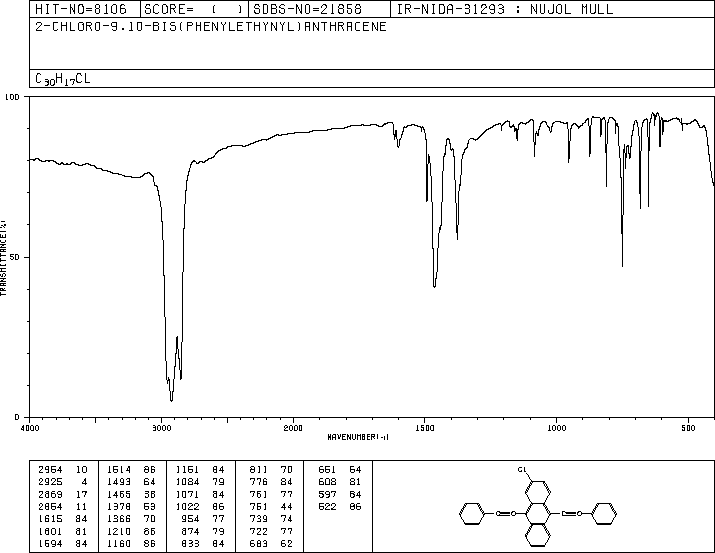 HIT-NO=8106 SCORE= ( ) SDBS-NO=21858 IR-NIDA-31293 : NUJOL MULL
2-CHLORO-9,10-BIS(PHENYLETHYNYL)ANTHRACENE
C30H17CL
100
50
0
TRANSMITTANCE(%)
4000 3000 2000 1500 1000 500
WAVENUMBER(-1)
2954 10 1514 86 1151 84 811 70 651 64
2925 4 1493 64 1084 79 776 84 608 81
2869 17 1465 38 1071 84 761 77 597 84
2854 11 1378 53 1022 86 751 44 522 86
1615 84 1366 70 954 77 739 74
1601 81 1210 86 874 79 722 77
1594 84 1160 86 833 84 683 62
Cl
C C C C